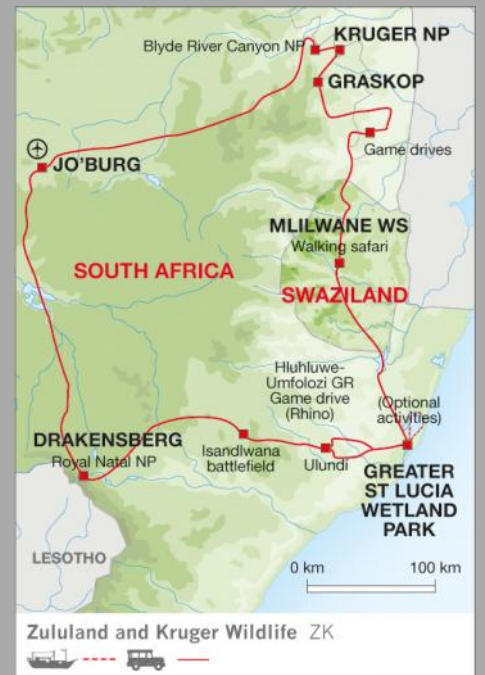 Blyde River Canyon NP
KRUGER NP
GRASKOP
Game drives
JO'BURG
MLILWANE WS
Walking safari
SOUTH AFRICA
SWAZILAND
Hluhluwe-
Umfolozi GR
Game drive
(Rhino)
(Optional
activities)
DRAKENSBERG
Royal Natal NP
Isandlwana
battlefield
Ulundi
GREATER
ST LUCIA
WETLAND
PARK
LESOTHO
0 km
100 km
Zululand and Kruger Wildlife ZK